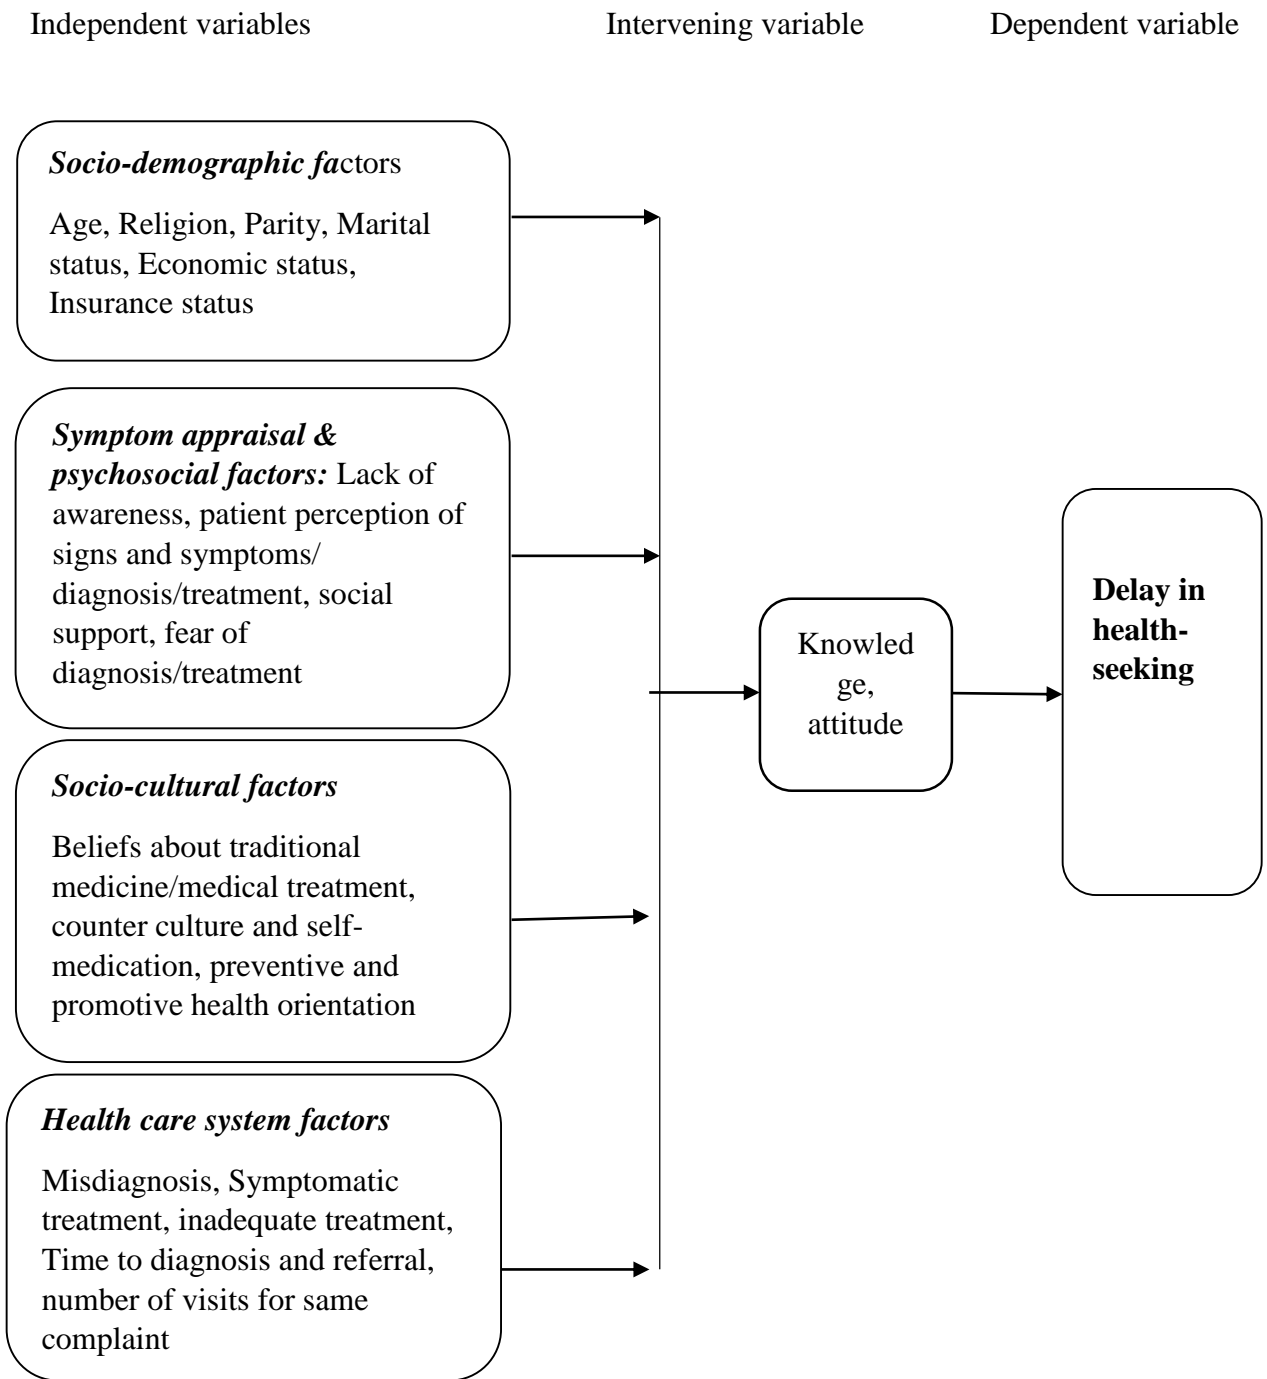 Independent variables
Intervening variable
Dependent variable
Socio-demographic factors
Age, Religion, Parity, Marital
status, Economic status,
Insurance status
Symptom appraisal &
psychosocial factors: Lack of
awareness, patient perception of
signs and symptoms/
diagnosis/treatment, social
support, fear of
diagnosis/treatment
Socio-cultural factors
Beliefs about traditional
medicine/medical treatment,
counter culture and self-
medication, preventive and
promotive health orientation
Health care system factors
Misdiagnosis, Symptomatic
treatment, inadequate treatment,
Time to diagnosis and referral,
number of visits for same
complaint
Knowled
ge,
attitude
Delay in
health-
seeking